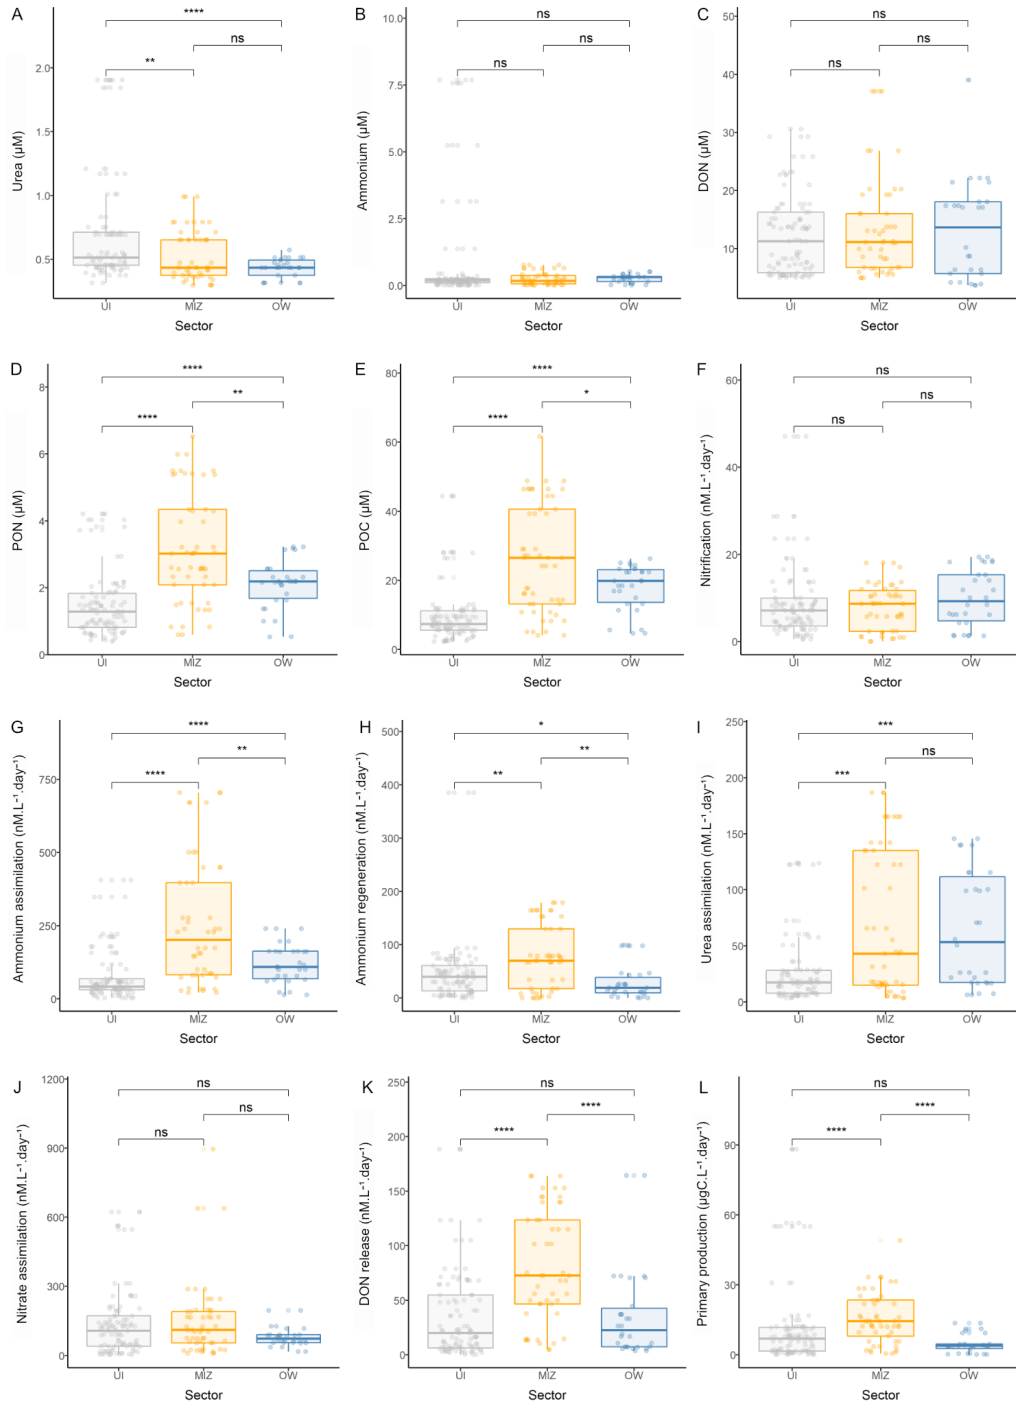 A
Urea (μM)
2.0
1.5
1.0
0.5
****
**
ns
UI MIZ OW
Sector
B
Ammonium (μM)
10.0
7.5
5.0
2.5
0.0
ns
ns
ns
UI MIZ OW
Sector
C
DON (μM)
50
40
30
20
10
ns
ns
ns
UI MIZ OW
Sector
D
PON (μM)
8
6
4
2
0
****
**
****
UI MIZ OW
Sector
E
POC (μM)
80
60
40
20
0
****
*
****
UI MIZ OW
Sector
F
Nitrification (nM.L⁻¹.day⁻¹)
60
40
20
0
ns
ns
ns
UI MIZ OW
Sector
G
Ammonium assimilation (nM.L⁻¹.day⁻¹)
750
500
250
0
****
**
****
UI MIZ OW
Sector
H
Ammonium regeneration (nM.L⁻¹.day⁻¹)
500
400
300
200
100
0
*
**
**
UI MIZ OW
Sector
I
Urea assimilation (nM.L⁻¹.day⁻¹)
250
200
150
100
50
0
***
ns
***
UI MIZ OW
Sector
J
Nitrate assimilation (nM.L⁻¹.day⁻¹)
1200
900
600
300
0
ns
ns
ns
UI MIZ OW
Sector
K
DON release (nM.L⁻¹.day⁻¹)
250
200
150
100
50
0
ns
****
****
UI MIZ OW
Sector
L
Primary production (μgC.L⁻¹.day⁻¹)
90
60
30
0
ns
****
****
UI MIZ OW
Sector